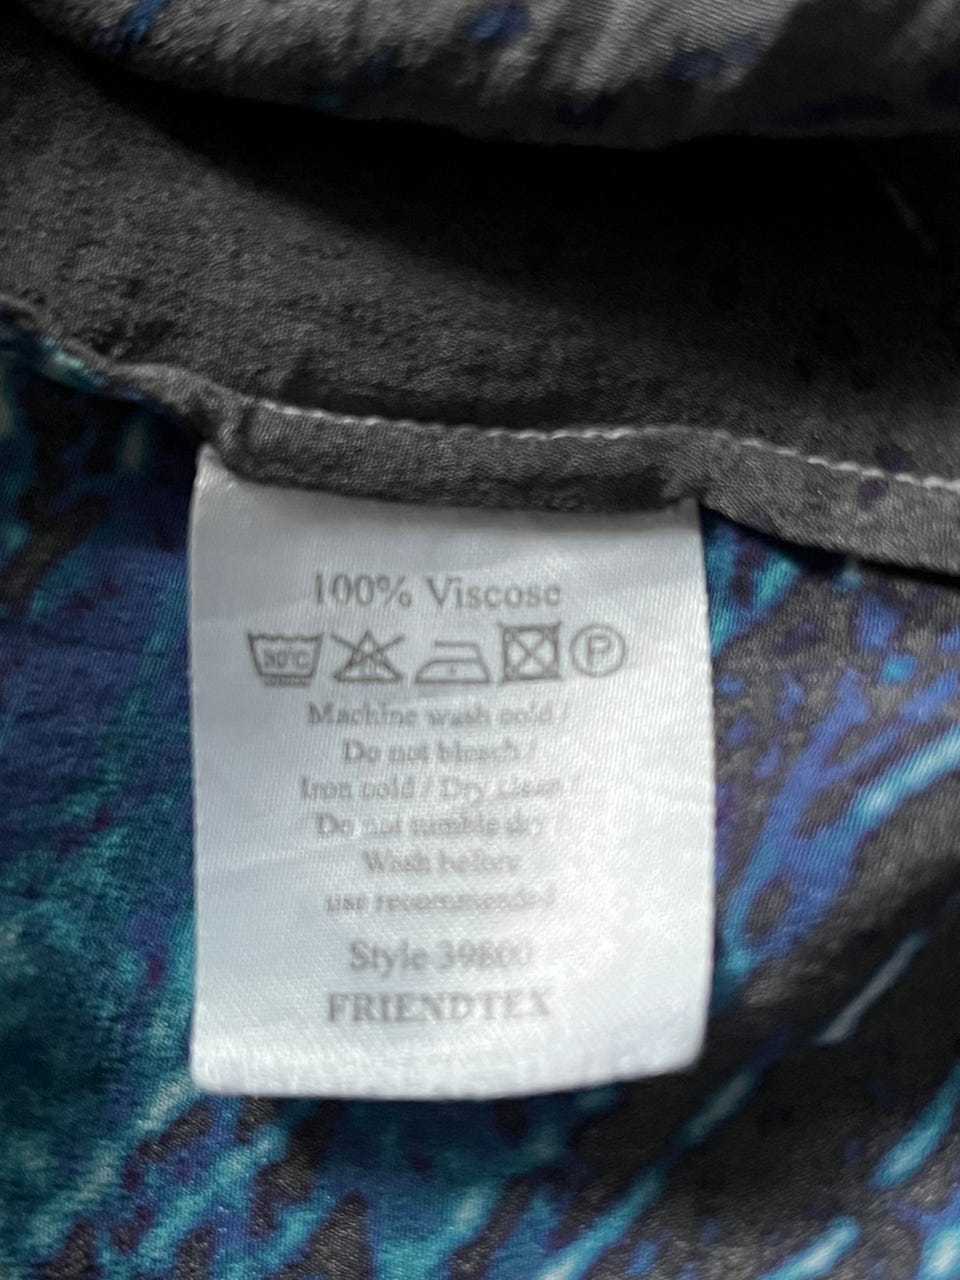 100% Viscose
30°C P
Machine wash cold /
Do not bleach /
Iron cold / Dry clean /
Do not tumble dry /
Wash before
use recommended
Style 39800
FRIENDTEX